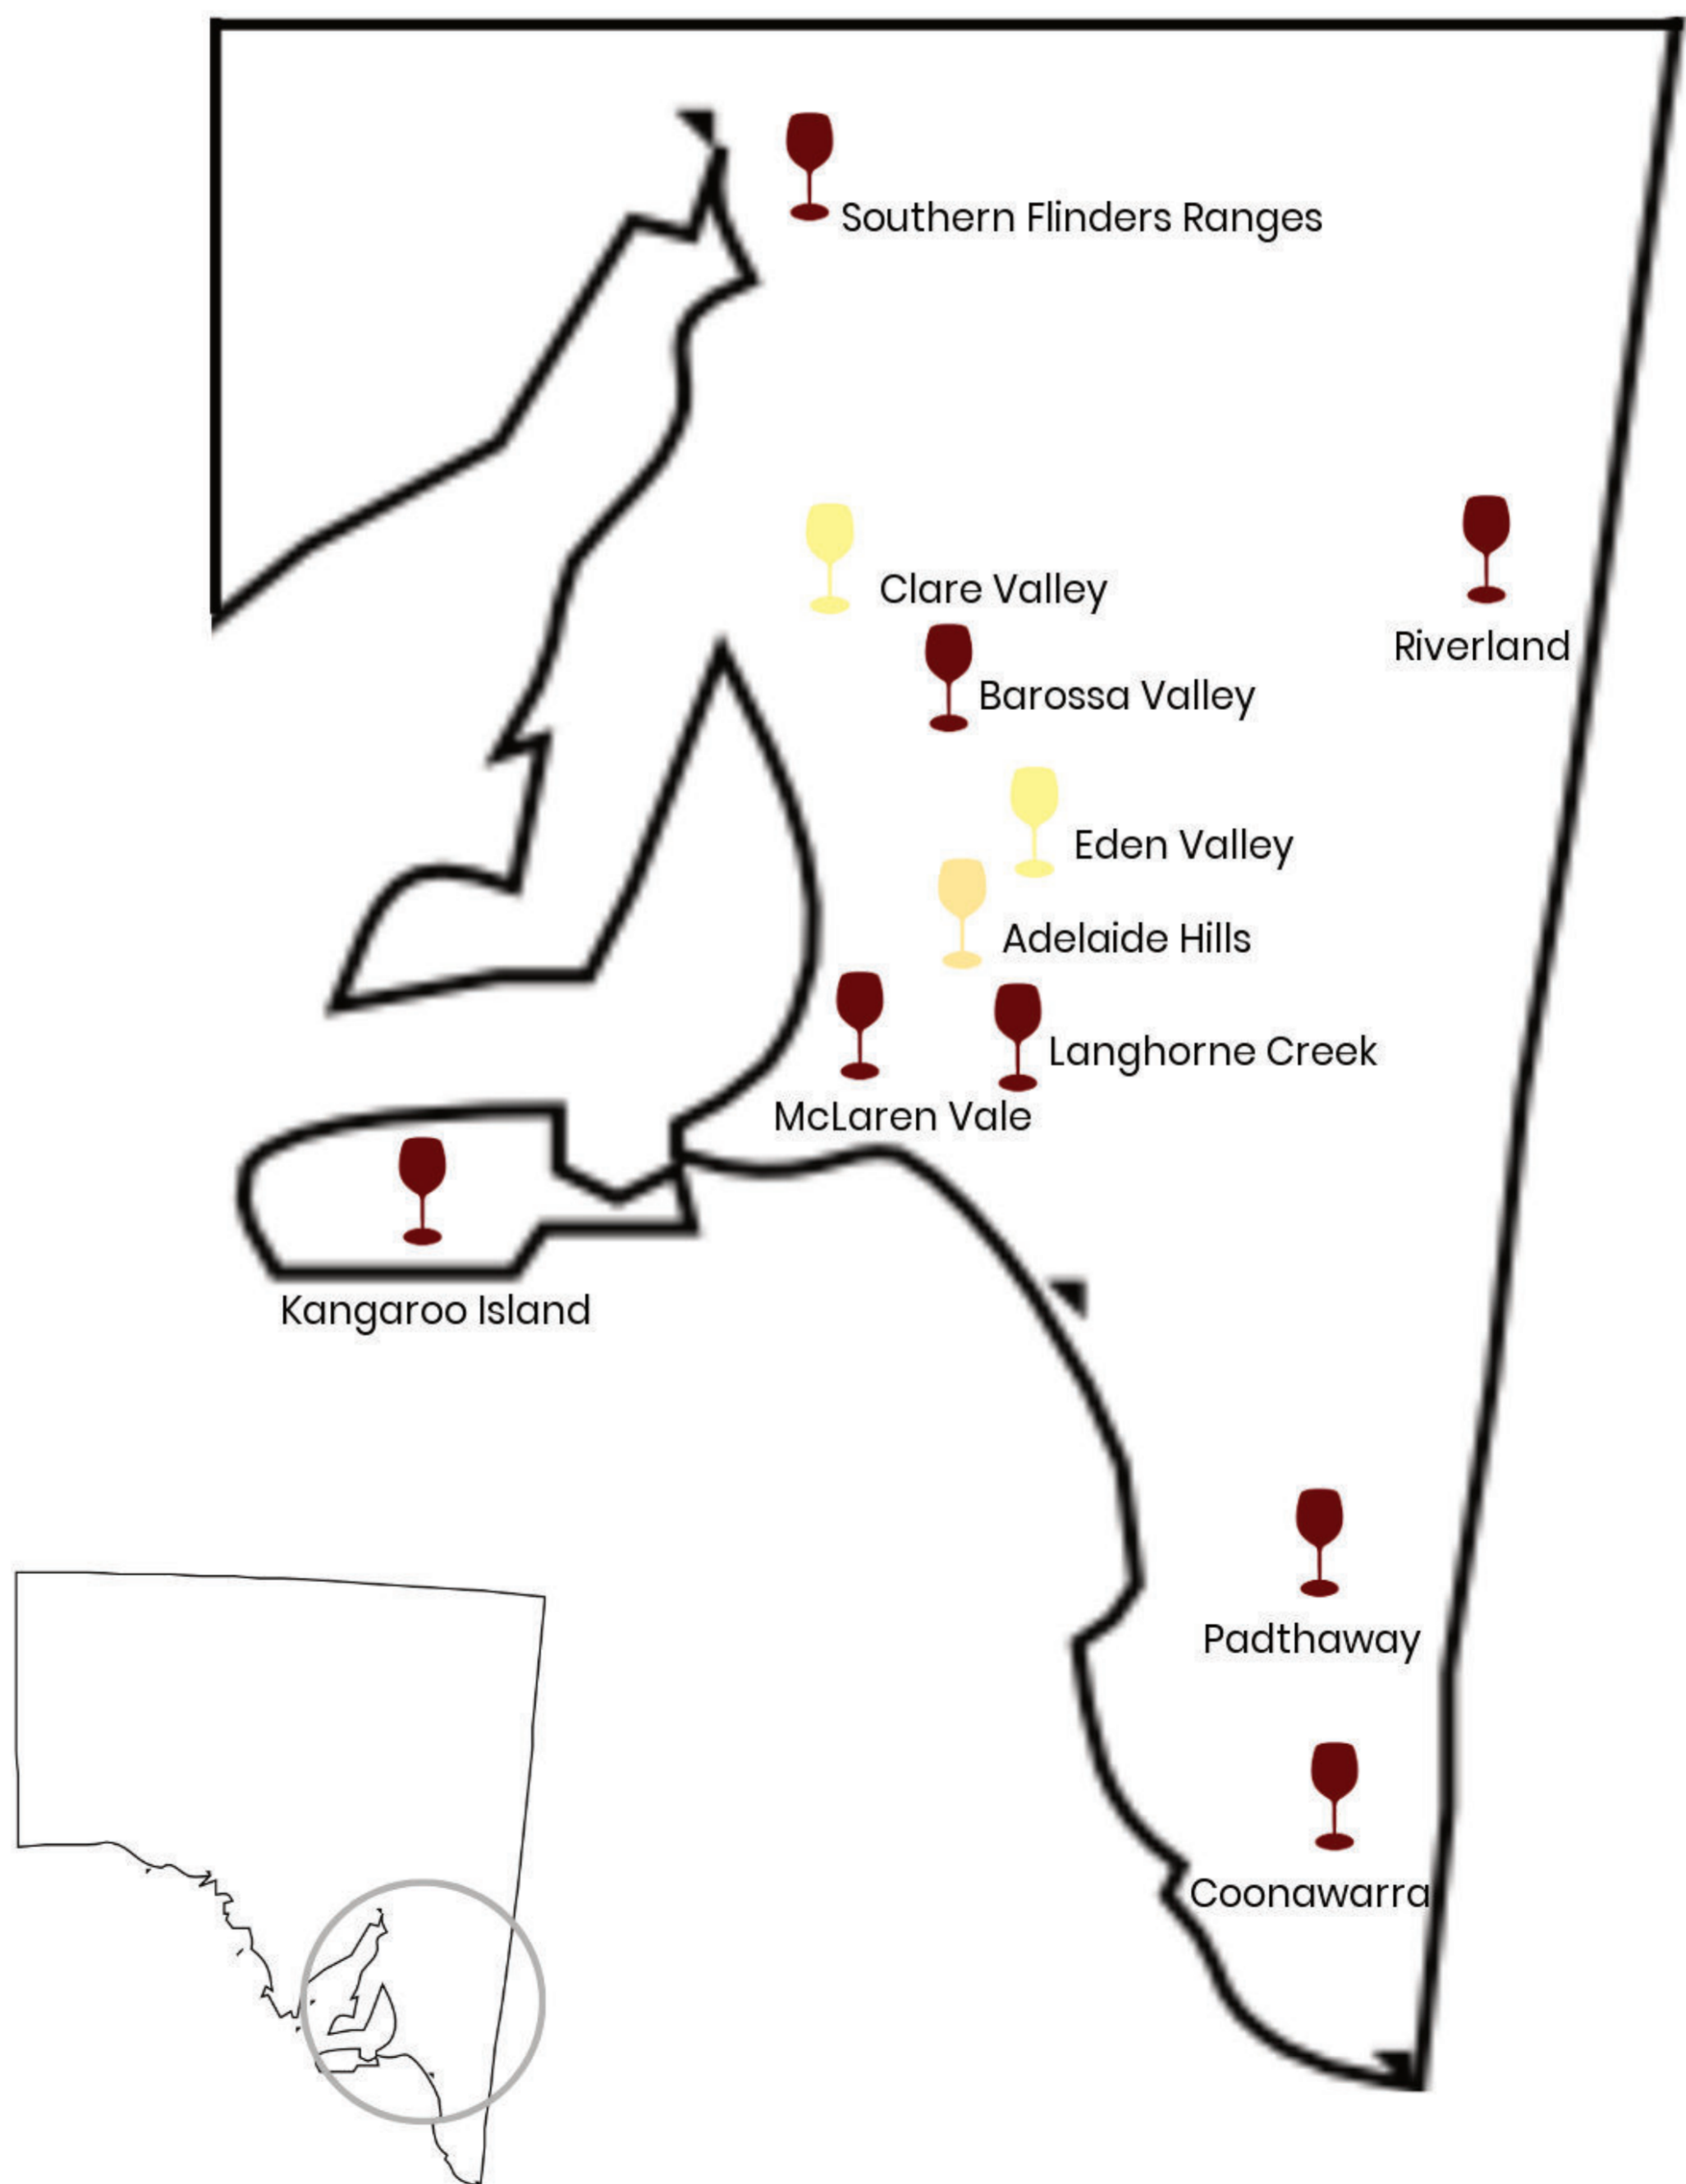 Southern Flinders Ranges
Clare Valley
Riverland
Barossa Valley
Eden Valley
Adelaide Hills
Langhorne Creek
McLaren Vale
Kangaroo Island
Padthaway
Coonawarra